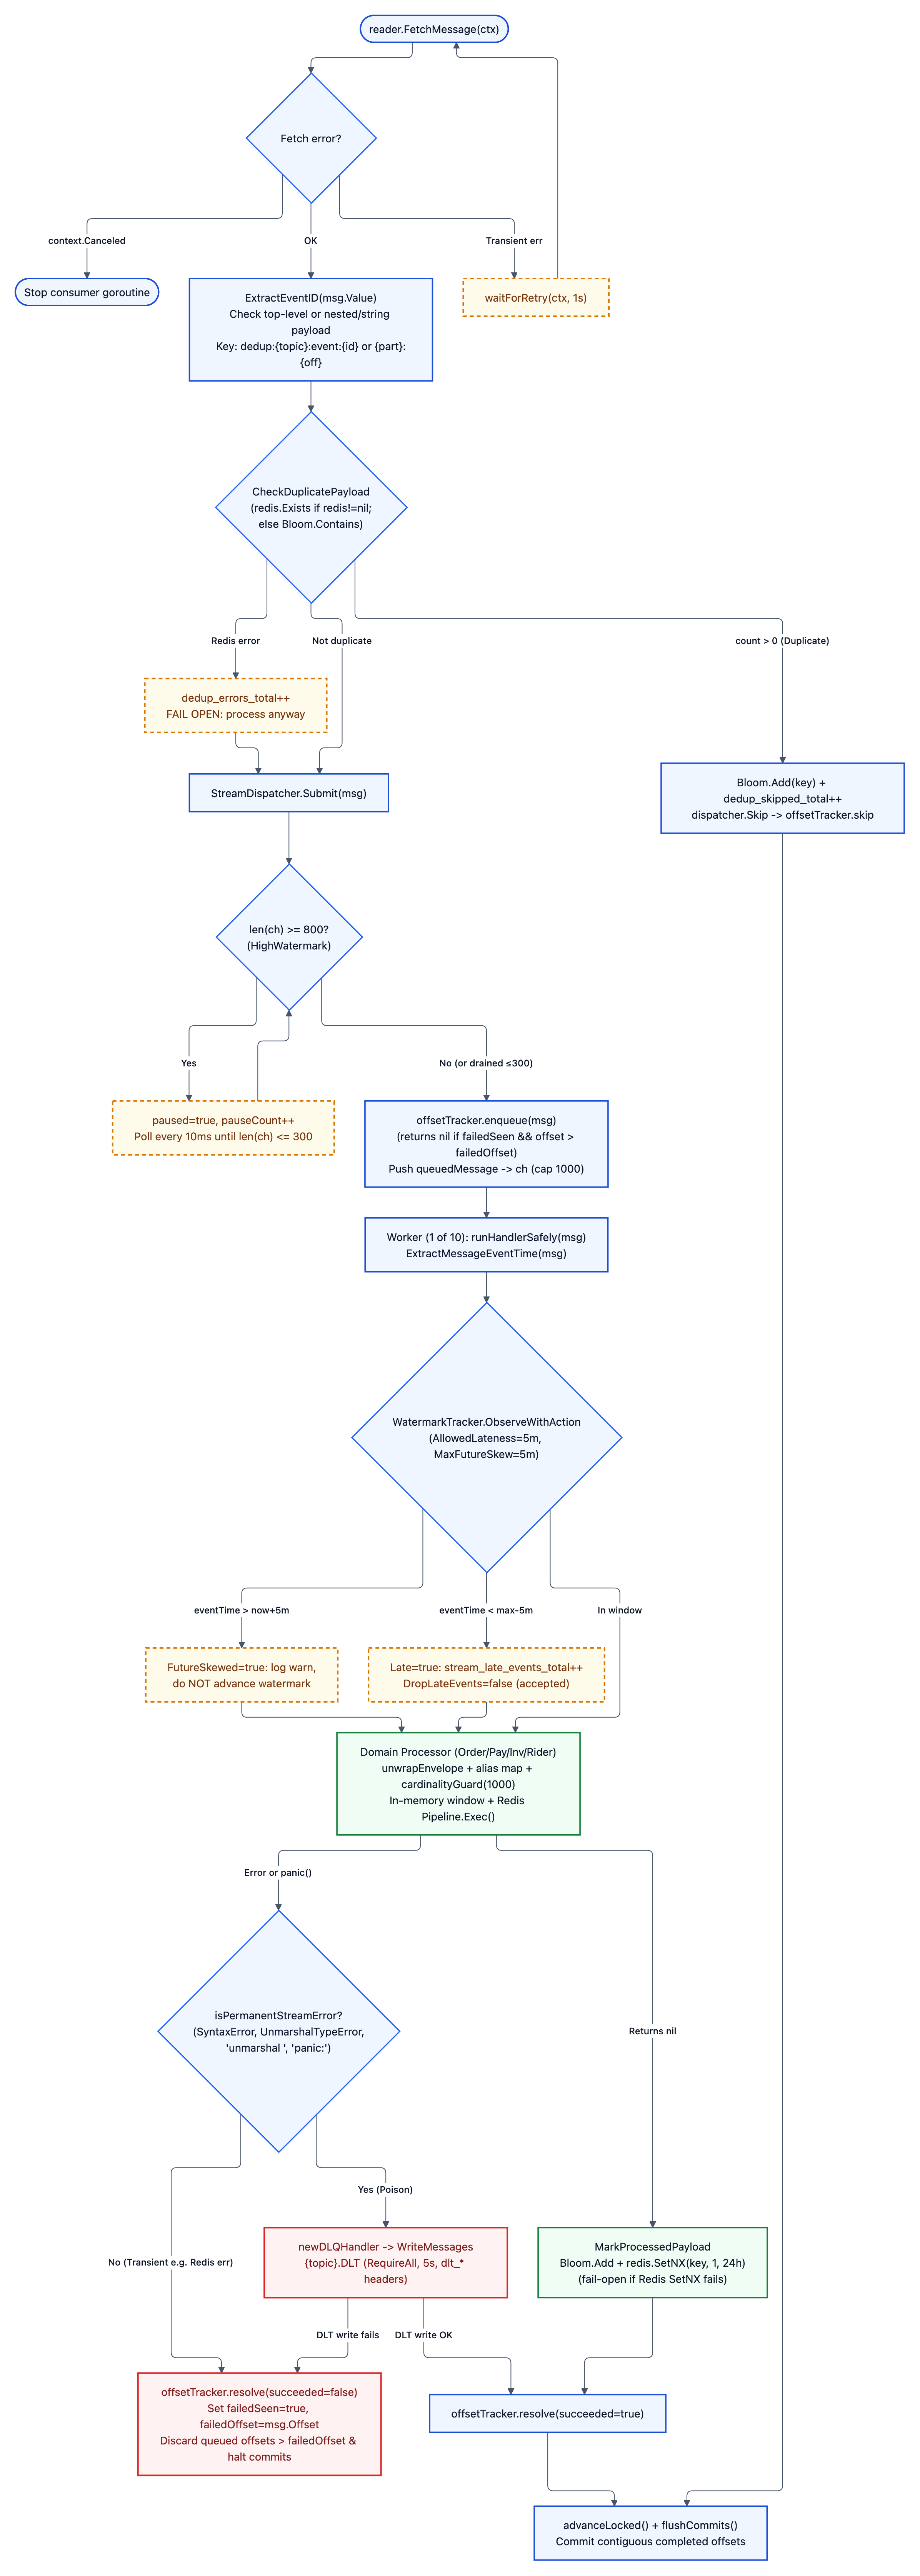 reader.FetchMessage(ctx)
Fetch error?
context.Canceled
OK
Transient err
Stop consumer goroutine
ExtractEventID(msg.Value)
Check top-level or nested/string
payload
Key: dedup:{topic}:event:{id} or {part}:
{off}
waitForRetry(ctx, 1s)
CheckDuplicatePayload
(redis.Exists if redis!=nil;
else Bloom.Contains)
Redis error
Not duplicate
count > 0 (Duplicate)
dedup_errors_total++
FAIL OPEN: process anyway
StreamDispatcher.Submit(msg)
Bloom.Add(key) +
dedup_skipped_total++
dispatcher.Skip -> offsetTracker.skip
len(ch) >= 800?
(HighWatermark)
Yes
No (or drained ≤300)
paused=true, pauseCount++
Poll every 10ms until len(ch) <= 300
offsetTracker.enqueue(msg)
(returns nil if failedSeen && offset >
failedOffset)
Push queuedMessage -> ch (cap 1000)
Worker (1 of 10): runHandlerSafely(msg)
ExtractMessageEventTime(msg)
WatermarkTracker.ObserveWithAction
(AllowedLateness=5m,
MaxFutureSkew=5m)
eventTime > now+5m
eventTime < max-5m
In window
FutureSkewed=true: log warn,
do NOT advance watermark
Late=true: stream_late_events_total++
DropLateEvents=false (accepted)
Domain Processor (Order/Pay/Inv/Rider)
unwrapEnvelope + alias map +
cardinalityGuard(1000)
In-memory window + Redis
Pipeline.Exec()
Error or panic()
isPermanentStreamError?
(SyntaxError, UnmarshalTypeError,
'unmarshal ', 'panic:')
Returns nil
Yes (Poison)
No (Transient e.g. Redis err)
newDLQHandler -> WriteMessages
{topic}.DLT (RequireAll, 5s, dlt_*
headers)
MarkProcessedPayload
Bloom.Add + redis.SetNX(key, 1, 24h)
(fail-open if Redis SetNX fails)
DLT write fails
DLT write OK
offsetTracker.resolve(succeeded=false)
Set failedSeen=true,
failedOffset=msg.Offset
Discard queued offsets > failedOffset &
halt commits
offsetTracker.resolve(succeeded=true)
advanceLocked() + flushCommits()
Commit contiguous completed offsets